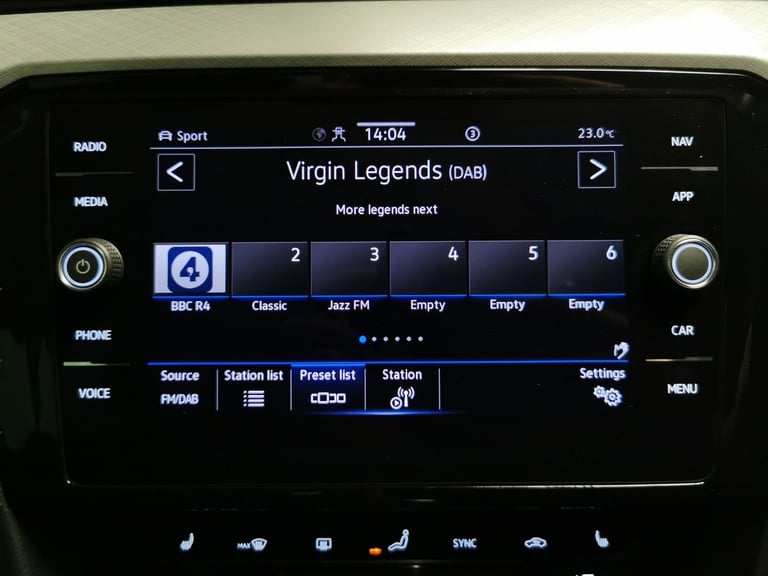 RADIO
MEDIA
PHONE
VOICE
Sport
14:04
3
23.0°C
Virgin Legends (DAB)
More legends next
4 2 3 4 5 6
BBC R4 Classic Jazz FM Empty Empty Empty
Source Station list Preset list Station Settings
FM/DAB
NAV
APP
CAR
MENU
MAX SYNC